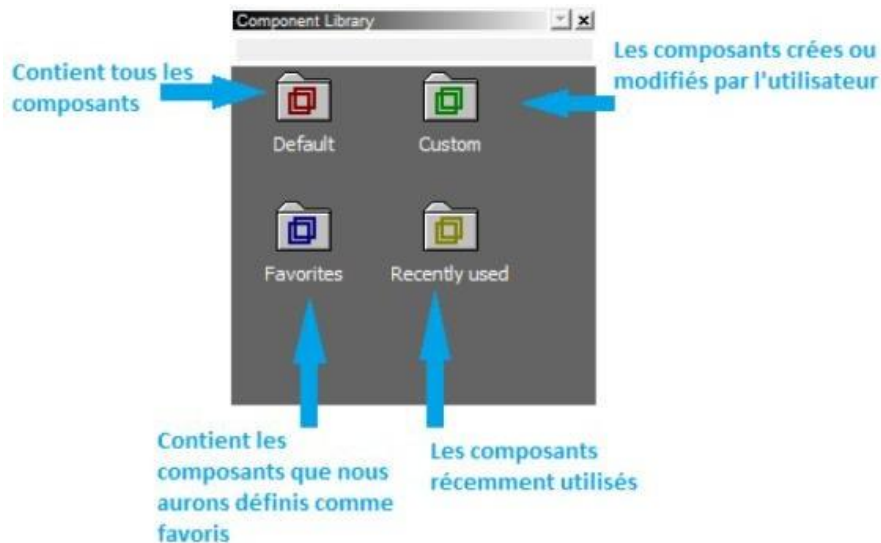 Component Library
Contient tous les
composants
Les composants crées ou
modifiés par l'utilisateur
Default
Custom
Favorites
Recently used
Contient les
composants que nous
aurons définis comme
favoris
Les composants
récemment utilisés